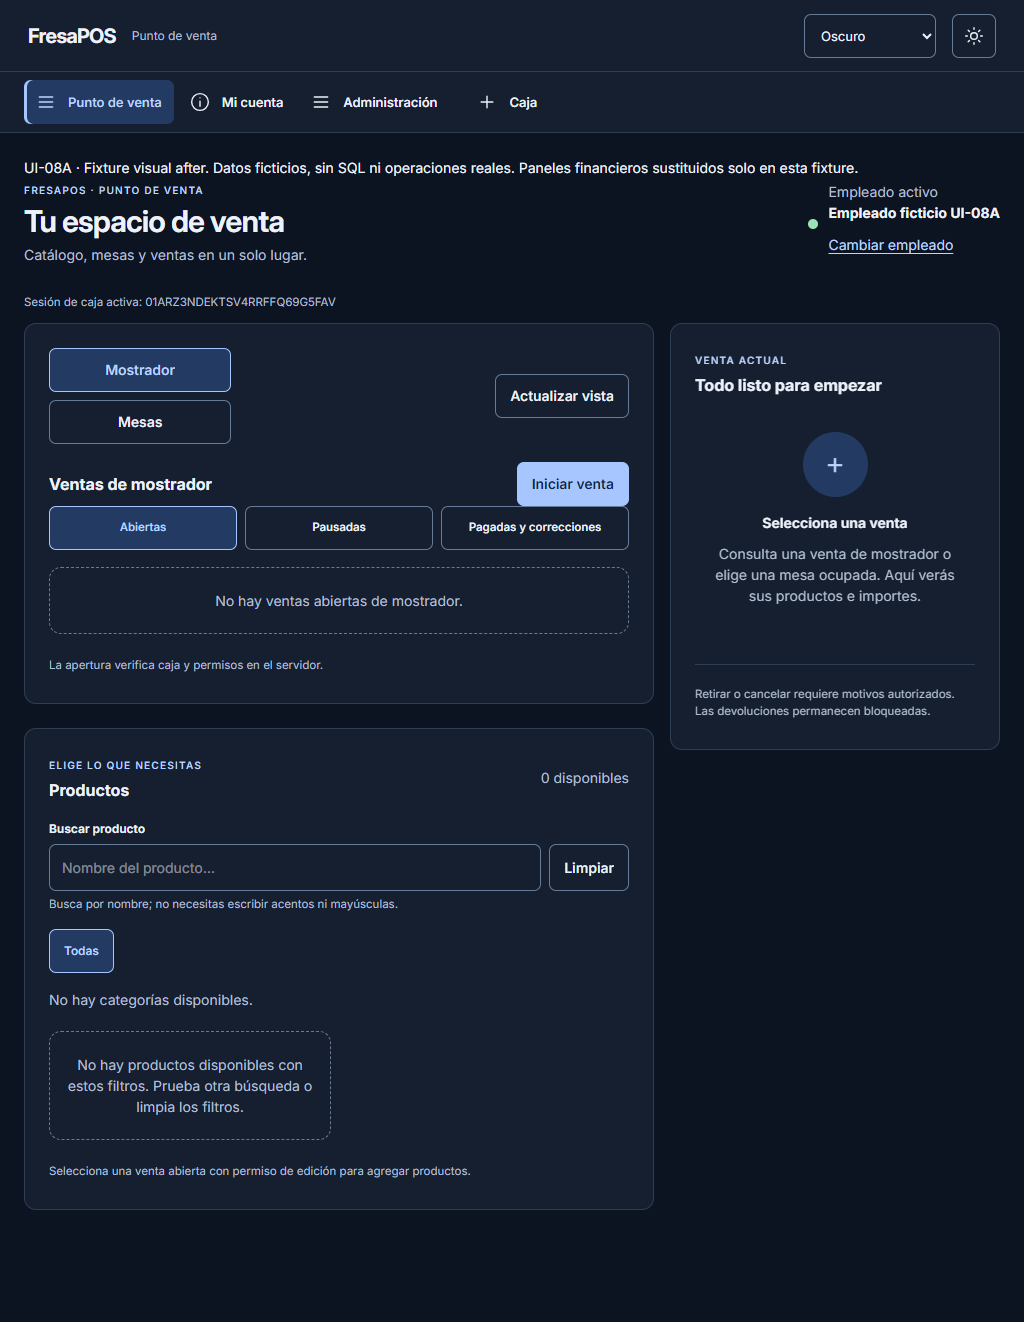 FresaPOS
Punto de venta
Oscuro
Punto de venta
Mi cuenta
Administración
Caja
UI-08A · Fixture visual after. Datos ficticios, sin SQL ni operaciones reales. Paneles financieros sustituidos solo en esta fixture.
FRESAPOS · PUNTO DE VENTA
Tu espacio de venta
Catálogo, mesas y ventas en un solo lugar.
Empleado activo
Empleado ficticio UI-08A
Cambiar empleado
Sesión de caja activa: 01ARZ3NDEKTSV4RRFFQ69G5FAV
Mostrador
Mesas
Actualizar vista
Ventas de mostrador
Iniciar venta
Abiertas
Pausadas
Pagadas y correcciones
No hay ventas abiertas de mostrador.
La apertura verifica caja y permisos en el servidor.
VENTA ACTUAL
Todo listo para empezar
Selecciona una venta
Consulta una venta de mostrador o
elige una mesa ocupada. Aquí verás
sus productos e importes.
Retirar o cancelar requiere motivos autorizados.
Las devoluciones permanecen bloqueadas.
ELIGE LO QUE NECESITAS
Productos
0 disponibles
Buscar producto
Nombre del producto...
Limpiar
Busca por nombre; no necesitas escribir acentos ni mayúsculas.
Todas
No hay categorías disponibles.
No hay productos disponibles con
estos filtros. Prueba otra búsqueda o
limpia los filtros.
Selecciona una venta abierta con permiso de edición para agregar productos.